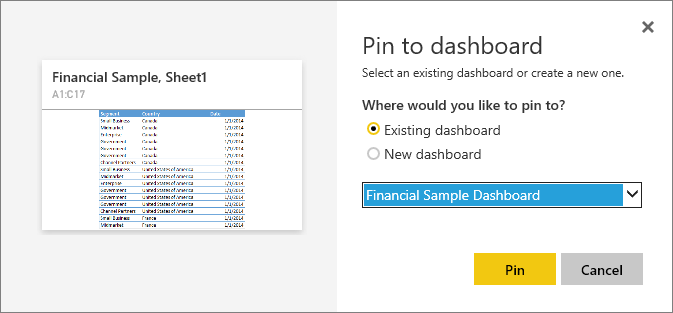 Financial Sample, Sheet1
A1:C17
Segment Country Date
Small Business Canada 1/1/2014
Midmarket Canada 1/1/2014
Enterprise Canada 1/1/2014
Government Canada 1/1/2014
Government Canada 1/1/2014
Government Canada 1/1/2014
Channel Partners Canada 1/1/2014
Small Business United States of America 1/1/2014
Midmarket United States of America 1/1/2014
Enterprise United States of America 1/1/2014
Government United States of America 1/1/2014
Government United States of America 1/1/2014
Government United States of America 1/1/2014
Channel Partners United States of America 1/1/2014
Small Business France 1/1/2014
Midmarket France 1/1/2014
Pin to dashboard
Select an existing dashboard or create a new one.
Where would you like to pin to?
Existing dashboard
New dashboard
Financial Sample Dashboard
Pin
Cancel